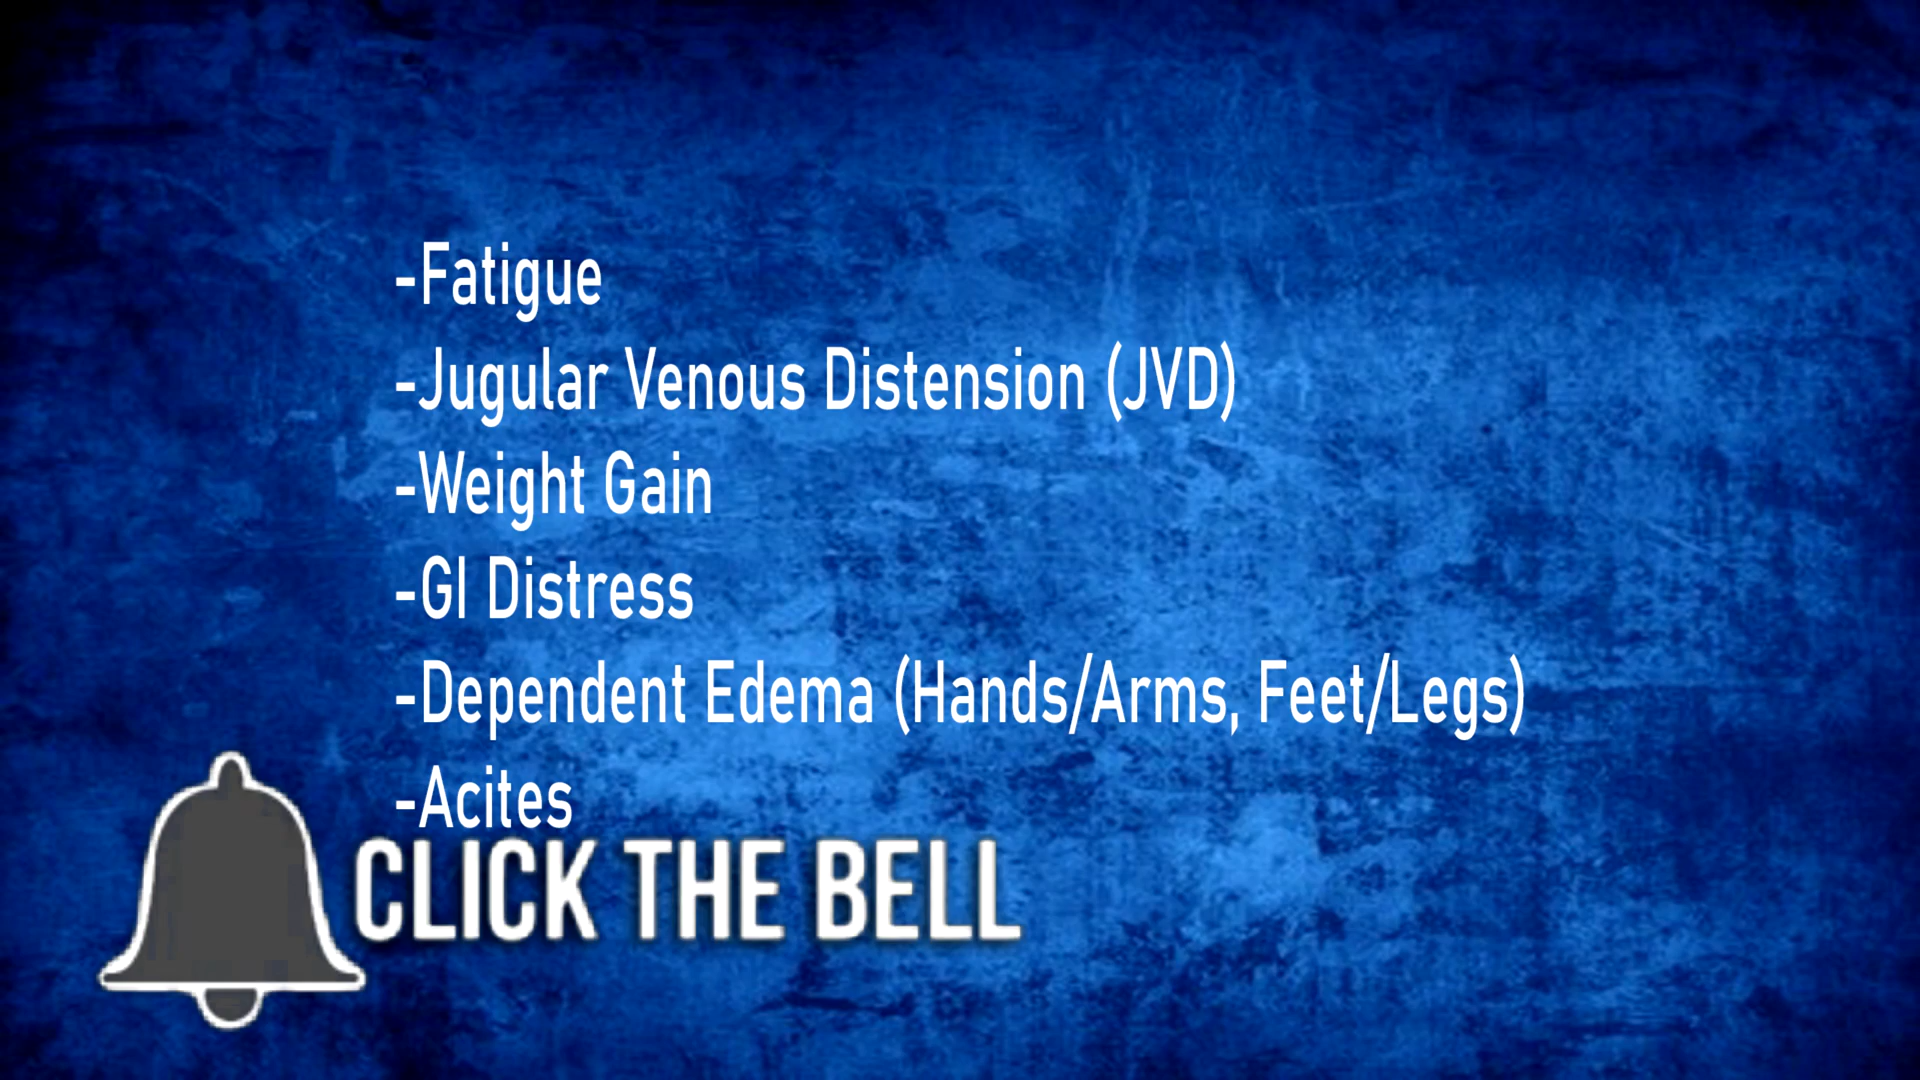 -Fatigue
-Jugular Venous Distension (JVD)
-Weight Gain
-GI Distress
-Dependent Edema (Hands/Arms, Feet/Legs)
-Acites
CLICK THE BELL